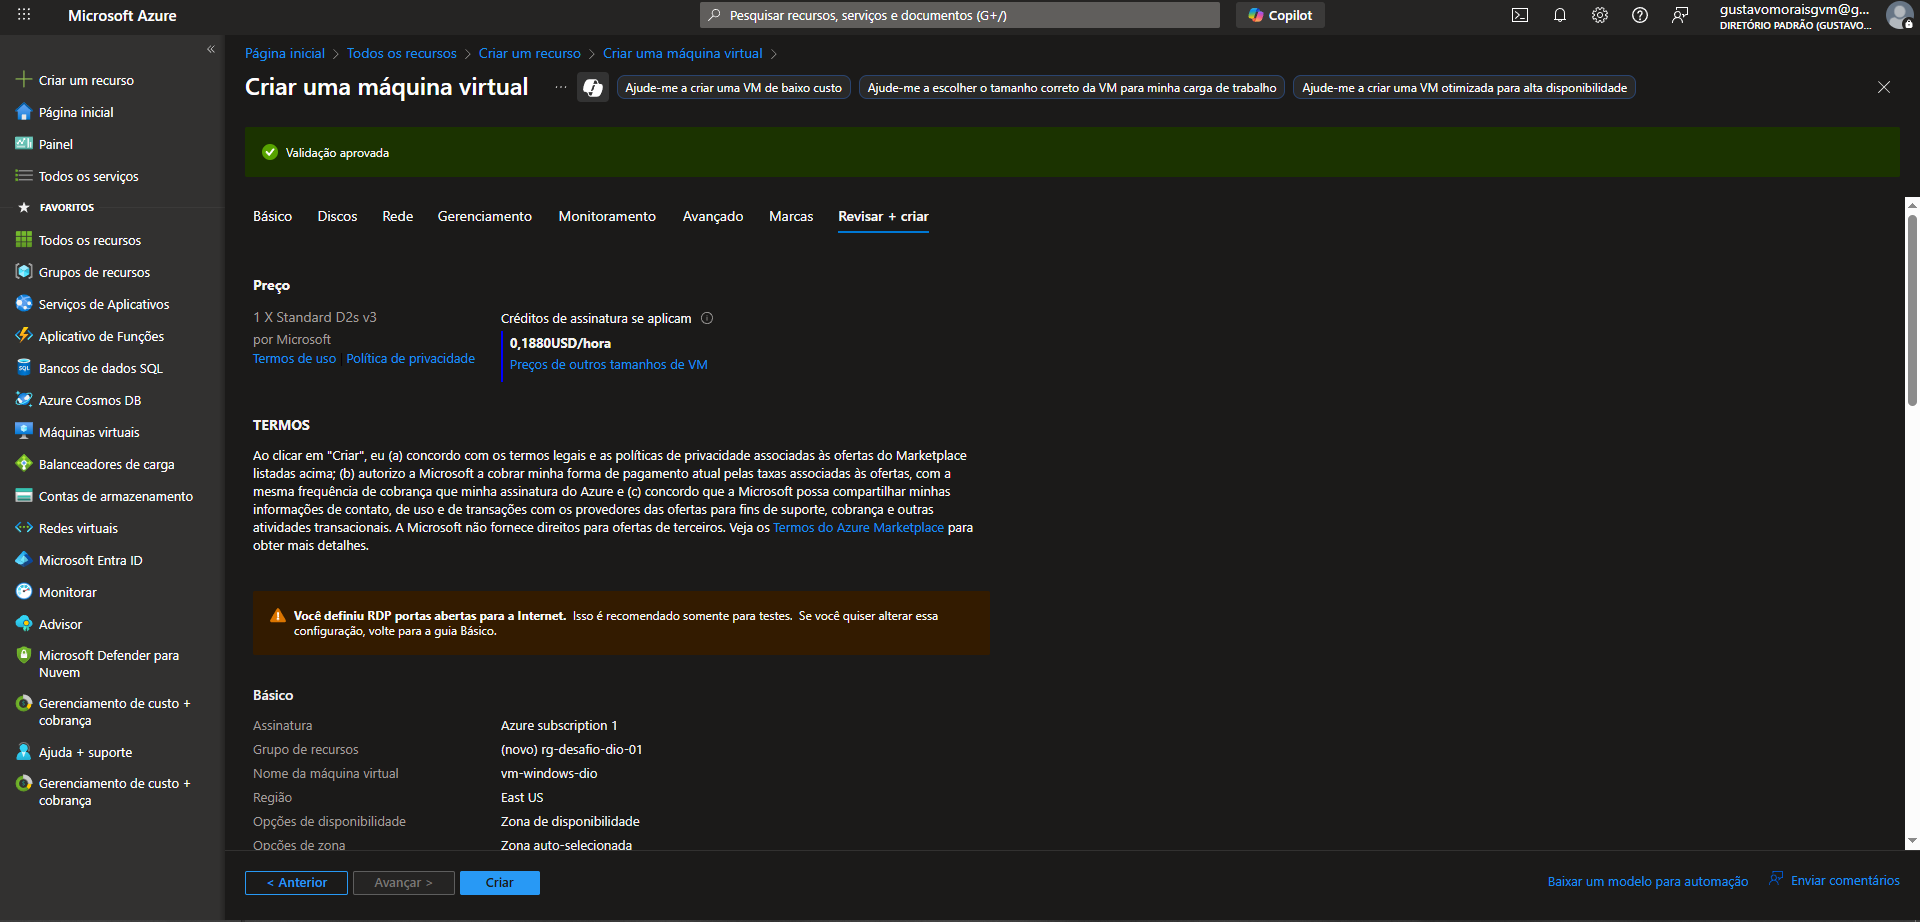 Microsoft Azure
Pesquisar recursos, serviços e documentos (G+/)
Copilot
gustavomoraisgvm@g...
DIRETÓRIO PADRÃO (GUSTAVO...
«
Criar um recurso
Página inicial
Painel
Todos os serviços
FAVORITOS
Todos os recursos
Grupos de recursos
Serviços de Aplicativos
Aplicativo de Funções
Bancos de dados SQL
Azure Cosmos DB
Máquinas virtuais
Balanceadores de carga
Contas de armazenamento
Redes virtuais
Microsoft Entra ID
Monitorar
Advisor
Microsoft Defender para
Nuvem
Gerenciamento de custo +
cobrança
Ajuda + suporte
Gerenciamento de custo +
cobrança
Página inicial > Todos os recursos > Criar um recurso > Criar uma máquina virtual >
Criar uma máquina virtual ...
Ajude-me a criar uma VM de baixo custo
Ajude-me a escolher o tamanho correto da VM para minha carga de trabalho
Ajude-me a criar uma VM otimizada para alta disponibilidade
Validação aprovada
Básico Discos Rede Gerenciamento Monitoramento Avançado Marcas Revisar + criar
Preço
1 X Standard D2s v3
por Microsoft
Termos de uso | Política de privacidade
Créditos de assinatura se aplicam
0,1880USD/hora
Preços de outros tamanhos de VM
TERMOS
Ao clicar em "Criar", eu (a) concordo com os termos legais e as políticas de privacidade associadas às ofertas do Marketplace
listadas acima; (b) autorizo a Microsoft a cobrar minha forma de pagamento atual pelas taxas associadas às ofertas, com a
mesma frequência de cobrança que minha assinatura do Azure e (c) concordo que a Microsoft possa compartilhar minhas
informações de contato, de uso e de transações com os provedores das ofertas para fins de suporte, cobrança e outras
atividades transacionais. A Microsoft não fornece direitos para ofertas de terceiros. Veja os Termos do Azure Marketplace para
obter mais detalhes.
Você definiu RDP portas abertas para a Internet. Isso é recomendado somente para testes. Se você quiser alterar essa
configuração, volte para a guia Básico.
Básico
Assinatura Azure subscription 1
Grupo de recursos (novo) rg-desafio-dio-01
Nome da máquina virtual vm-windows-dio
Região East US
Opções de disponibilidade Zona de disponibilidade
Opções de zona Zona auto-selecionada
< Anterior
Avançar >
Criar
Baixar um modelo para automação
Enviar comentários